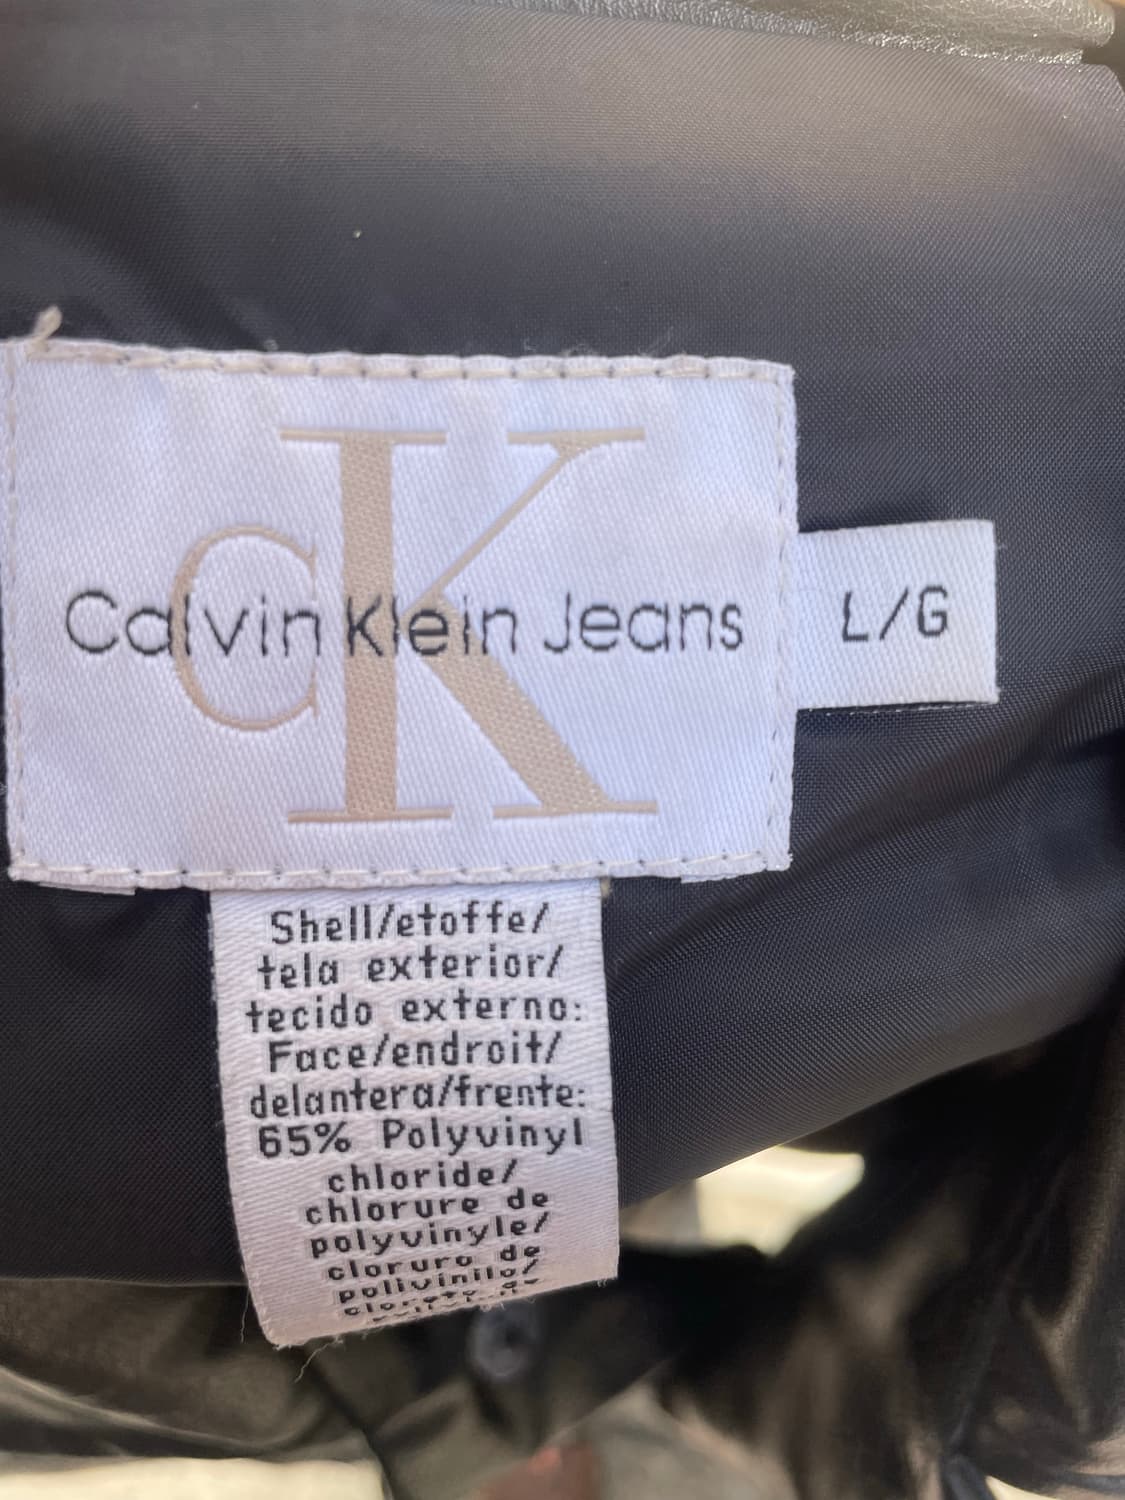 CK
Calvin Klein Jeans
L/G
Shell/etoffe/
tela exterior/
tecido externo:
Face/endroit/
delantera/frente:
65% Polyvinyl
chloride/
chlorure de
polyvinyle/
cloruro de
polivinilo/